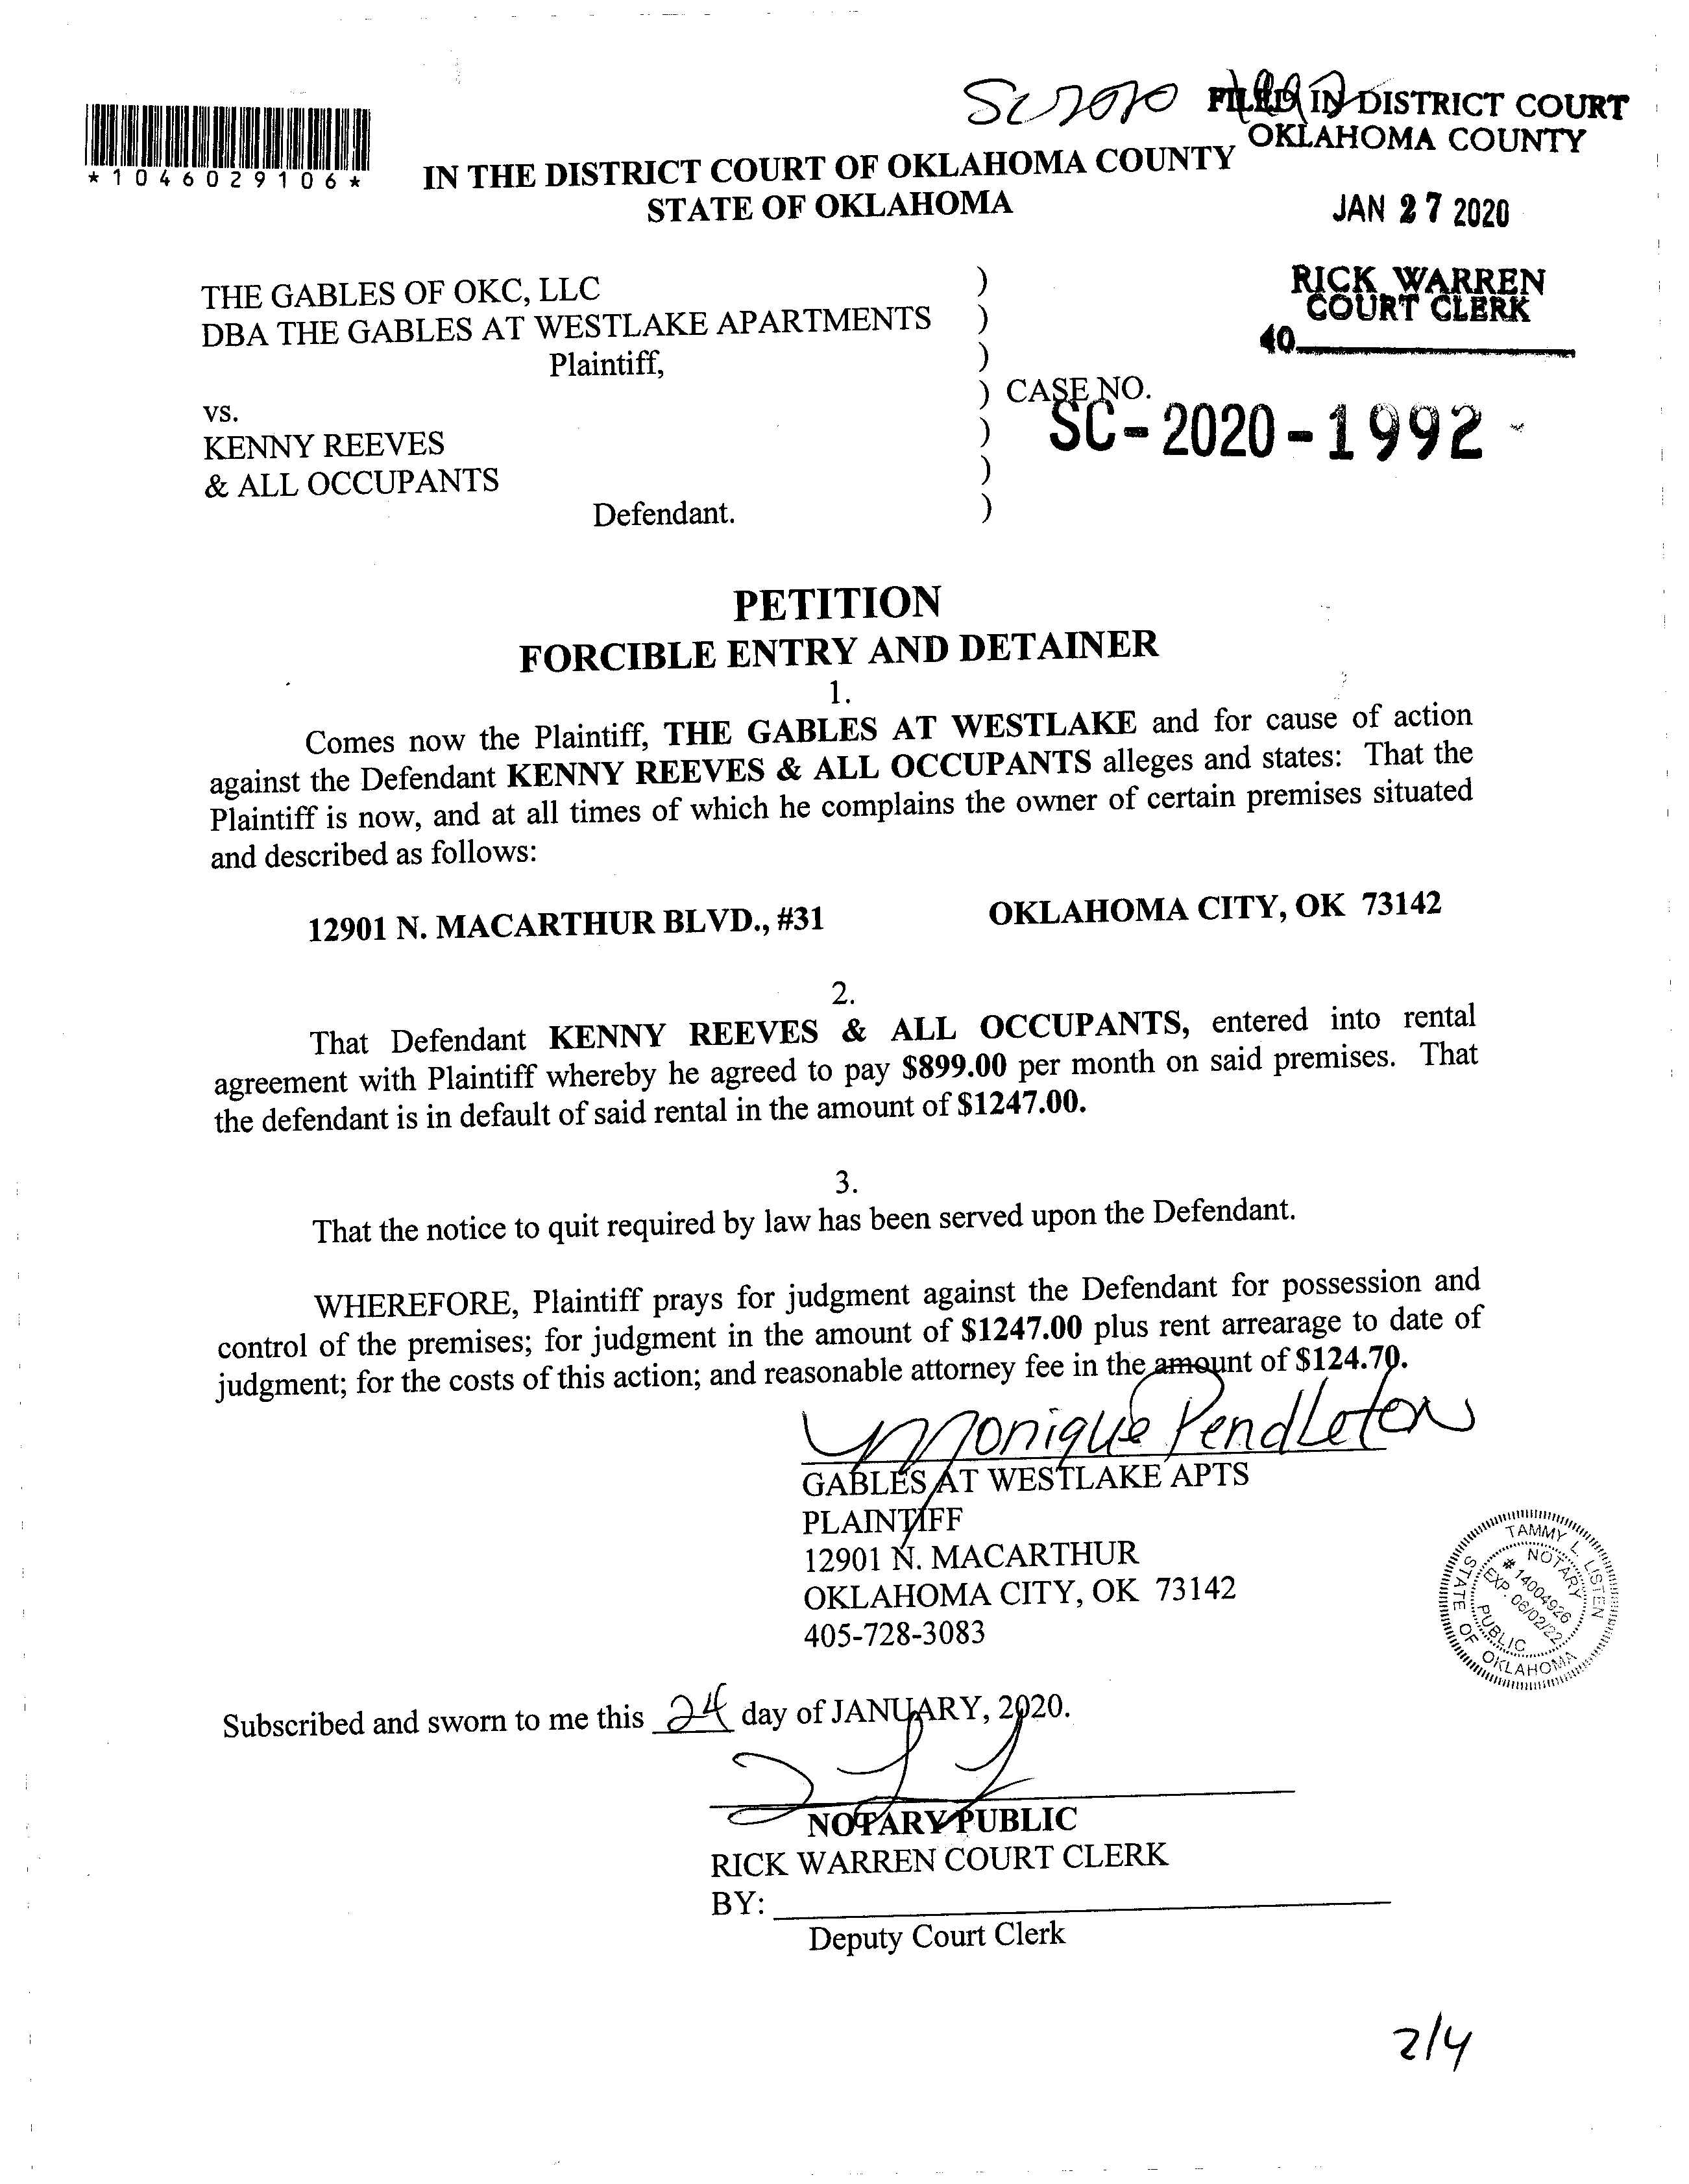 SC 2020 1992
FILED IN DISTRICT COURT
OKLAHOMA COUNTY
*1046029106*
IN THE DISTRICT COURT OF OKLAHOMA COUNTY
STATE OF OKLAHOMA
JAN 27 2020
RICK WARREN
COURT CLERK
40
THE GABLES OF OKC, LLC )
DBA THE GABLES AT WESTLAKE APARTMENTS )
Plaintiff, )
) CASE NO.
SC-2020-1992
vs.
KENNY REEVES )
& ALL OCCUPANTS )
Defendant. )
PETITION
FORCIBLE ENTRY AND DETAINER
1.
Comes now the Plaintiff, THE GABLES AT WESTLAKE and for cause of action
against the Defendant KENNY REEVES & ALL OCCUPANTS alleges and states: That the
Plaintiff is now, and at all times of which he complains the owner of certain premises situated
and described as follows:
12901 N. MACARTHUR BLVD., #31 OKLAHOMA CITY, OK 73142
2.
That Defendant KENNY REEVES & ALL OCCUPANTS, entered into rental
agreement with Plaintiff whereby he agreed to pay $899.00 per month on said premises. That
the defendant is in default of said rental in the amount of $1247.00.
3.
That the notice to quit required by law has been served upon the Defendant.
WHEREFORE, Plaintiff prays for judgment against the Defendant for possession and
control of the premises; for judgment in the amount of $1247.00 plus rent arrearage to date of
judgment; for the costs of this action; and reasonable attorney fee in the amount of $124.70.
Monique Pendleton
GABLES AT WESTLAKE APTS
PLAINTIFF
12901 N. MACARTHUR
OKLAHOMA CITY, OK 73142
405-728-3083
TAMMY L. LISTEN
NOTARY
# 14004926
EXP. 06/02/22
PUBLIC
STATE OF OKLAHOMA
Subscribed and sworn to me this 24 day of JANUARY, 2020.
NOTARY PUBLIC
RICK WARREN COURT CLERK
BY:
Deputy Court Clerk
2/4